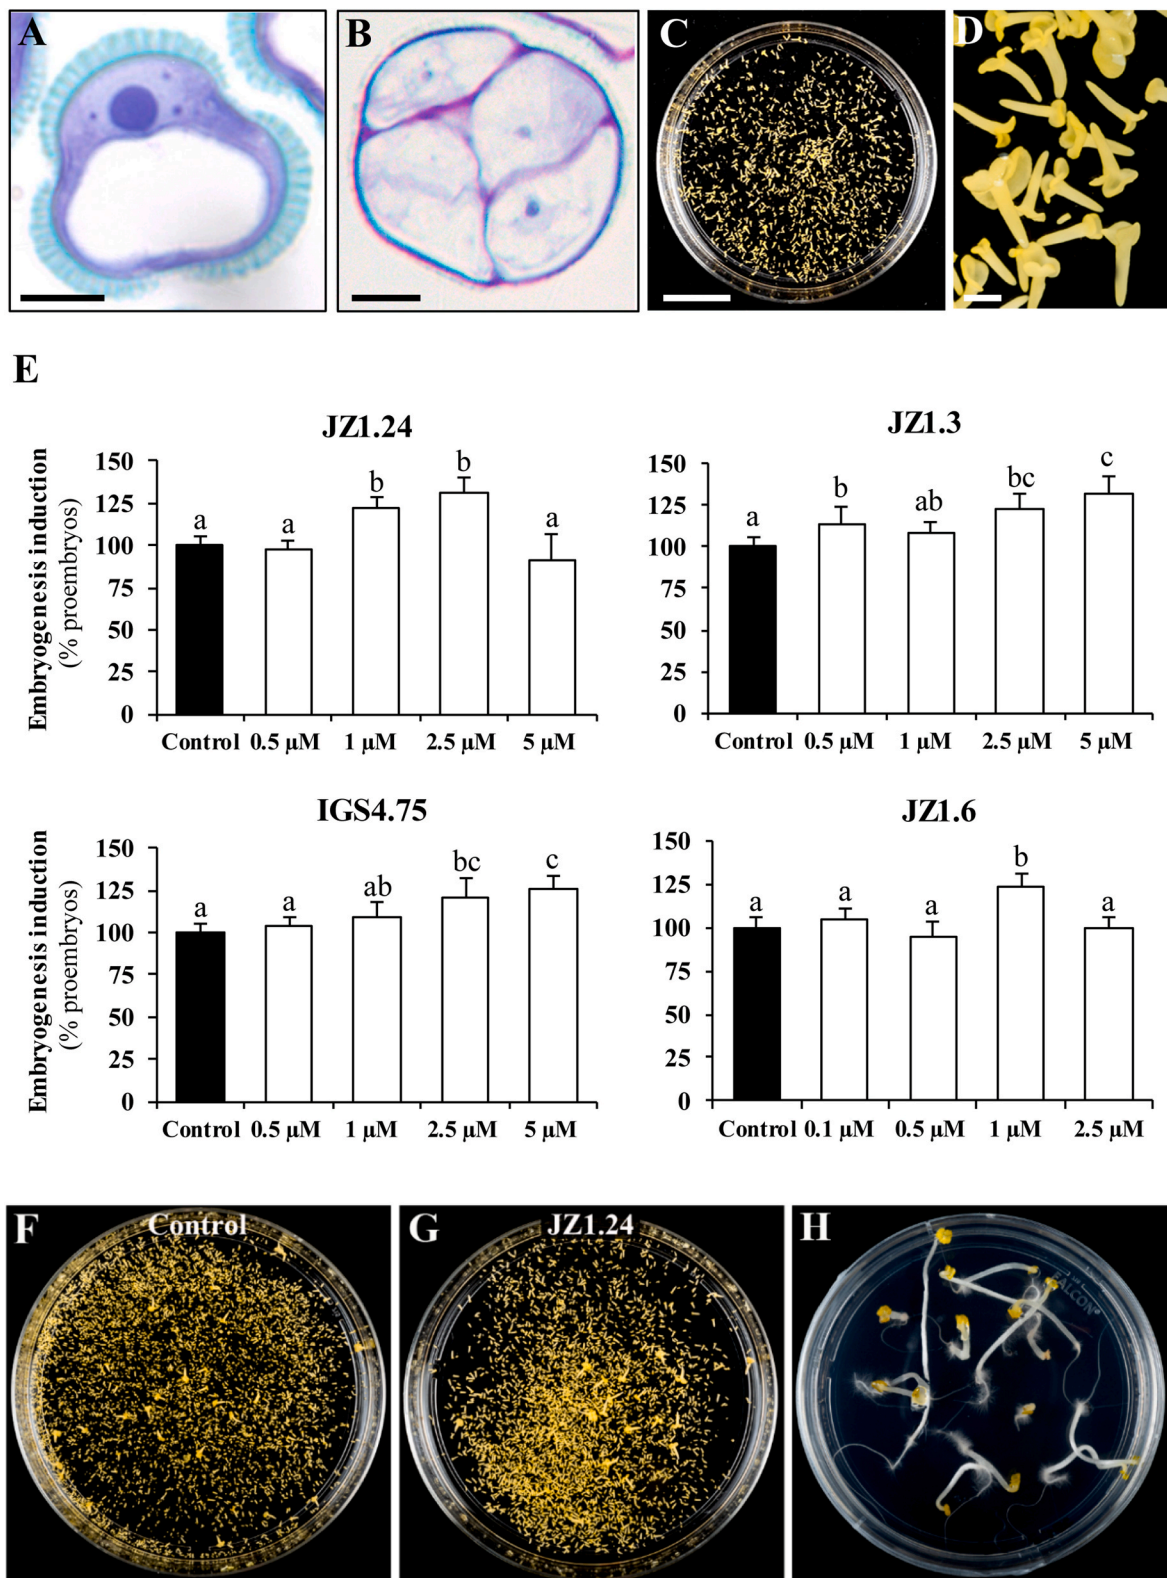 A
B
C
D
E
JZ1.24
Embryogenesis induction
(% proembryos)
150
125
100
75
50
25
0
a
a
b
b
a
Control 0.5 µM 1 µM 2.5 µM 5 µM
JZ1.3
150
125
100
75
50
25
0
a
b
ab
bc
c
Control 0.5 µM 1 µM 2.5 µM 5 µM
IGS4.75
Embryogenesis induction
(% proembryos)
150
125
100
75
50
25
0
a
a
ab
bc
c
Control 0.5 µM 1 µM 2.5 µM 5 µM
JZ1.6
150
125
100
75
50
25
0
a
a
a
b
a
Control 0.1 µM 0.5 µM 1 µM 2.5 µM
F
Control
G
JZ1.24
H
FALCON®